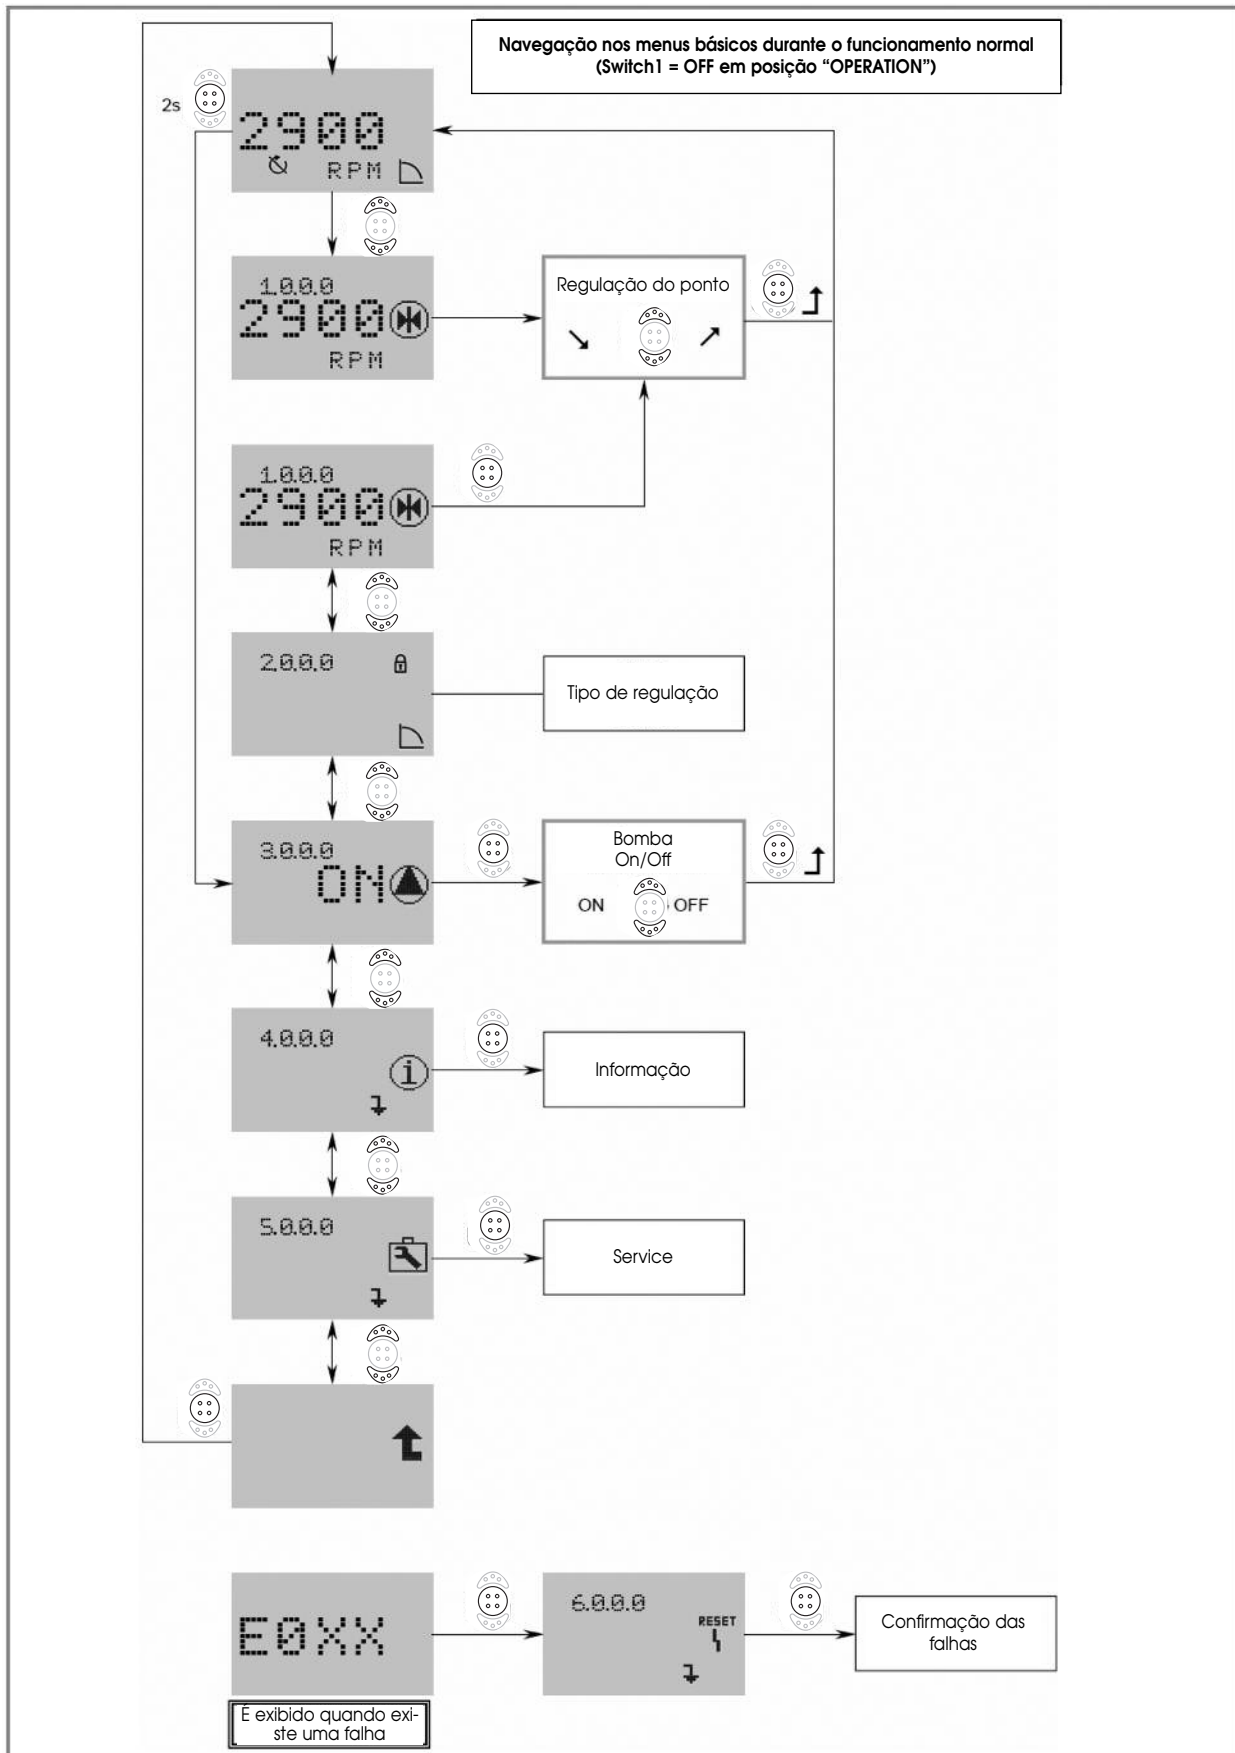 Navegação nos menus básicos durante o funcionamento normal
(Switch1 = OFF em posição “OPERATION”)
2s
2900
RPM
1.0.0.0
2900
RPM
Regulação do ponto
1.0.0.0
2900
RPM
2.0.0.0
Tipo de regulação
3.0.0.0
ON
Bomba
On/Off
ON
OFF
4.0.0.0
i
Informação
5.0.0.0
Service
E0XX
6.0.0.0
RESET
Confirmação das
falhas
É exibido quando exi-
ste uma falha